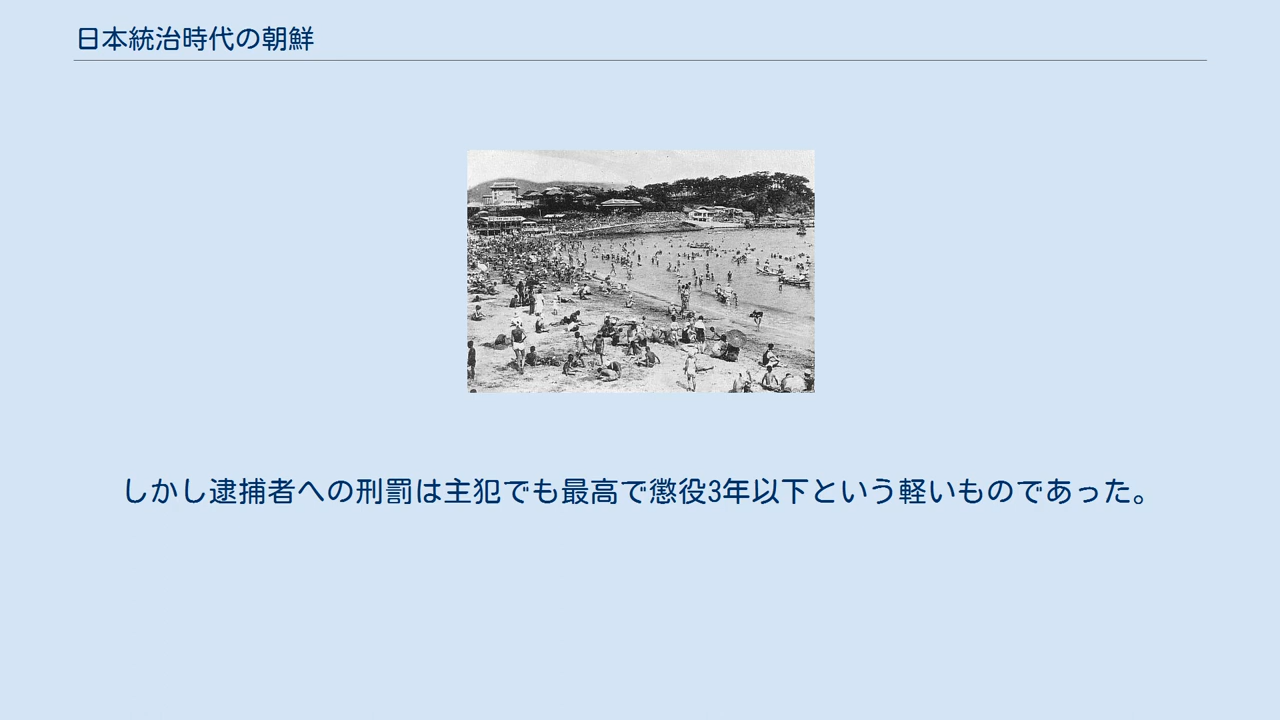 日本統治時代の朝鮮
しかし逮捕者への刑罰は主犯でも最高で懲役3年以下という軽いものであった。